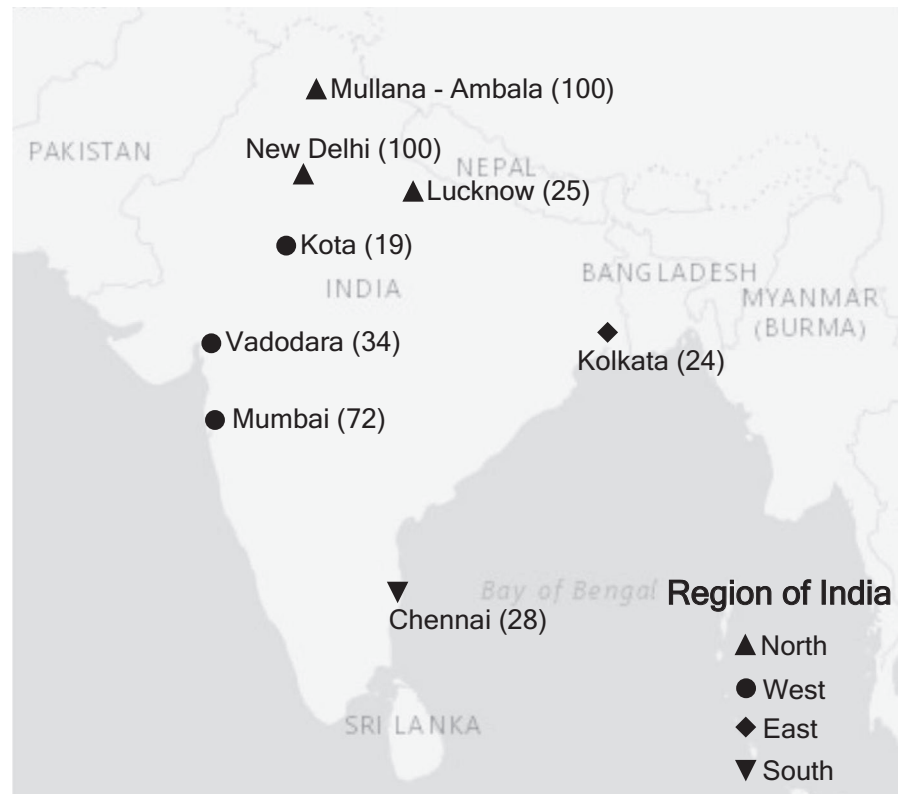 Mullana - Ambala (100)
PAKISTAN
New Delhi (100)
NEPAL
Lucknow (25)
Kota (19)
BANGLADESH
INDIA
MYANMAR
(BURMA)
Vadodara (34)
Kolkata (24)
Mumbai (72)
Bay of Bengal
Region of India
Chennai (28)
North
West
SRI LANKA
East
South